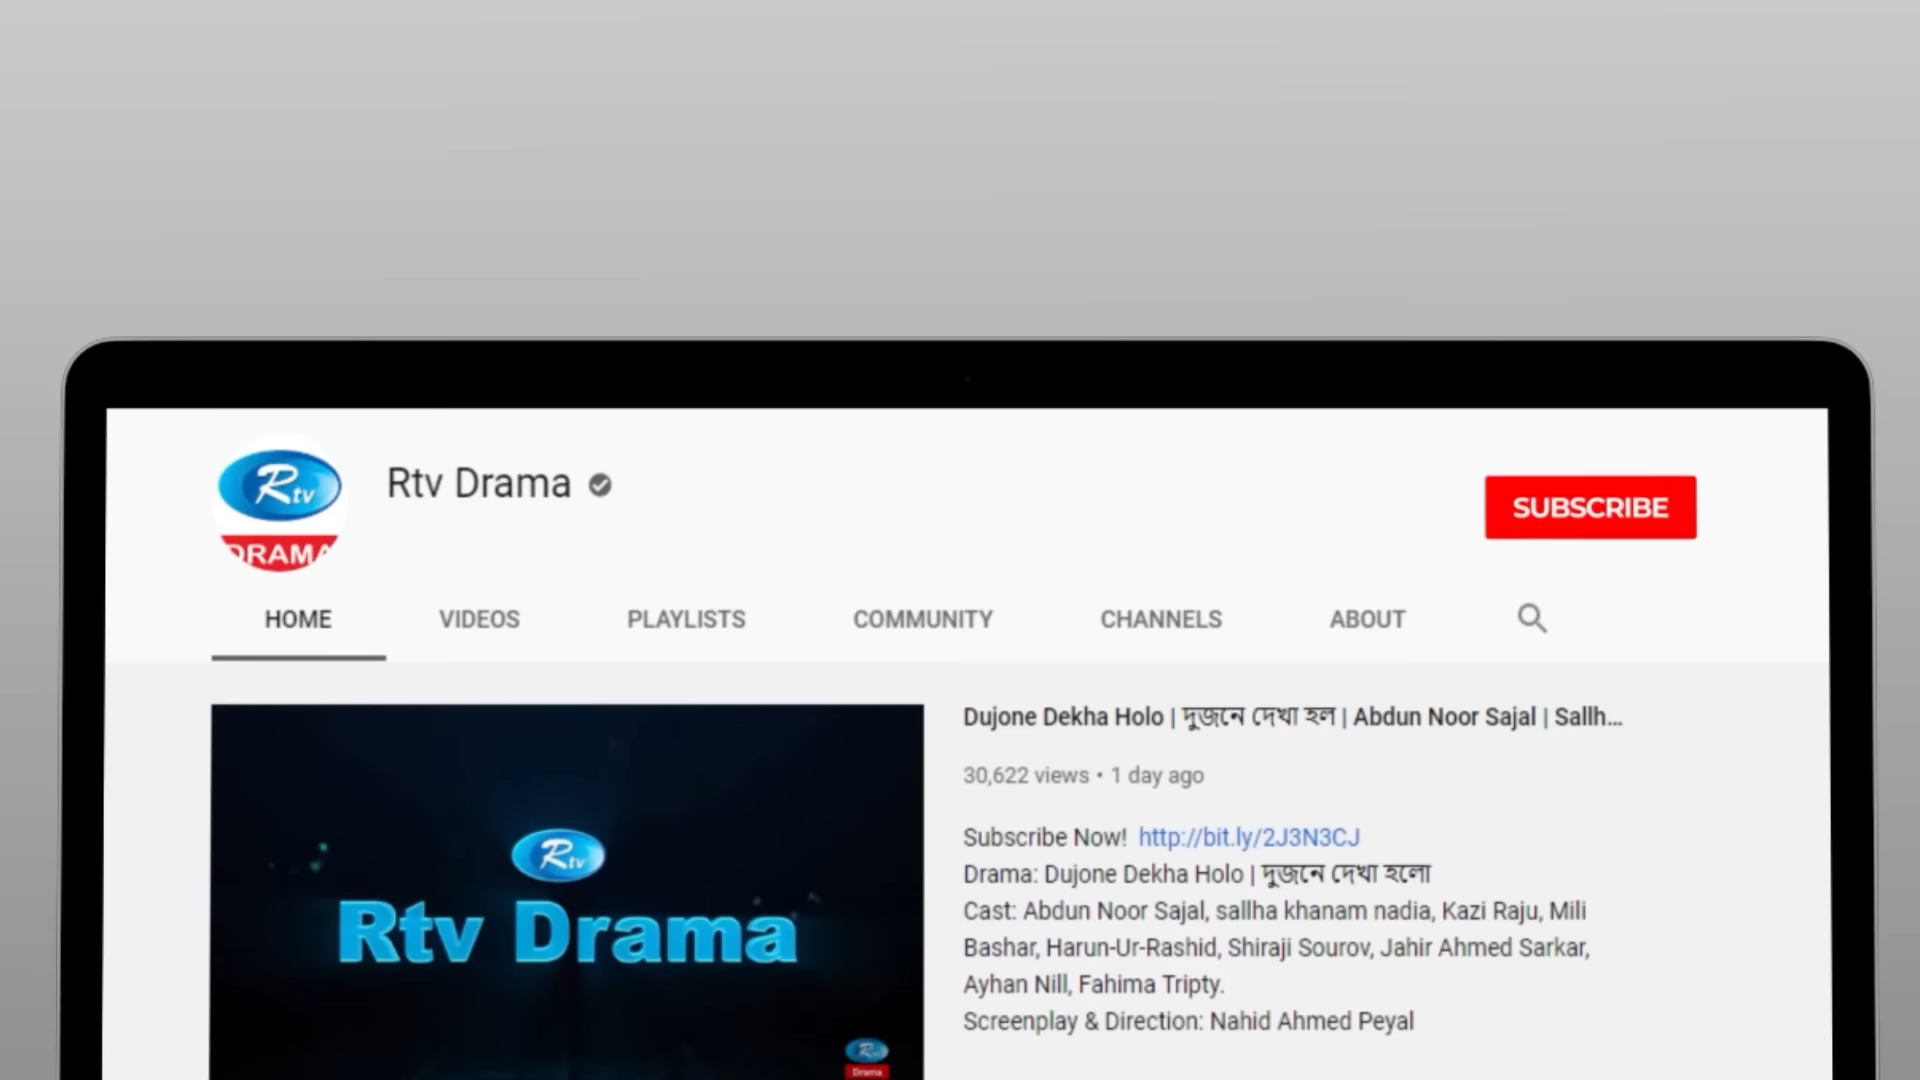 Rtv
DRAMA
Rtv Drama
SUBSCRIBE
HOME VIDEOS PLAYLISTS COMMUNITY CHANNELS ABOUT
Dujone Dekha Holo | দুজনে দেখা হল | Abdun Noor Sajal | Sallh...
30,622 views • 1 day ago
Subscribe Now! http://bit.ly/2J3N3CJ
Drama: Dujone Dekha Holo | দুজনে দেখা হলো
Cast: Abdun Noor Sajal, sallha khanam nadia, Kazi Raju, Mili
Bashar, Harun-Ur-Rashid, Shiraji Sourov, Jahir Ahmed Sarkar,
Ayhan Nill, Fahima Tripty.
Screenplay & Direction: Nahid Ahmed Peyal
Rtv
Rtv Drama
Rtv
Drama